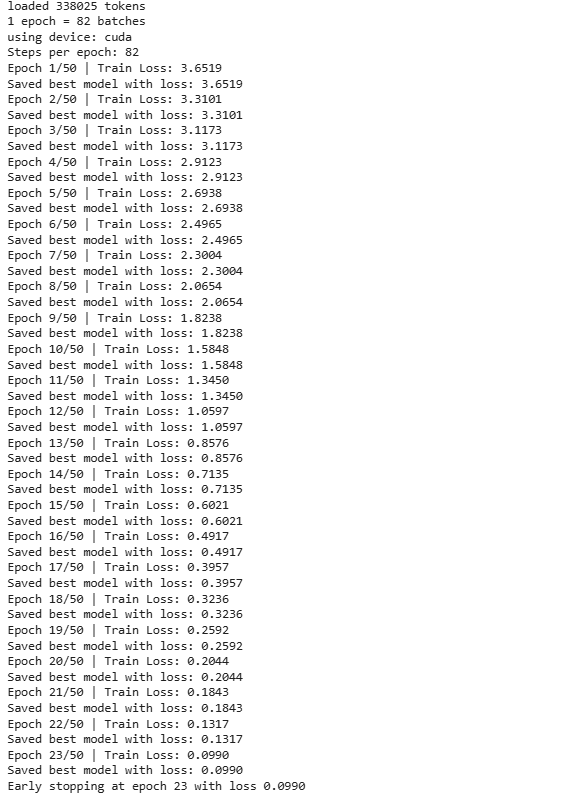 loaded 338025 tokens
1 epoch = 82 batches
using device: cuda
Steps per epoch: 82
Epoch 1/50 | Train Loss: 3.6519
Saved best model with loss: 3.6519
Epoch 2/50 | Train Loss: 3.3101
Saved best model with loss: 3.3101
Epoch 3/50 | Train Loss: 3.1173
Saved best model with loss: 3.1173
Epoch 4/50 | Train Loss: 2.9123
Saved best model with loss: 2.9123
Epoch 5/50 | Train Loss: 2.6938
Saved best model with loss: 2.6938
Epoch 6/50 | Train Loss: 2.4965
Saved best model with loss: 2.4965
Epoch 7/50 | Train Loss: 2.3004
Saved best model with loss: 2.3004
Epoch 8/50 | Train Loss: 2.0654
Saved best model with loss: 2.0654
Epoch 9/50 | Train Loss: 1.8238
Saved best model with loss: 1.8238
Epoch 10/50 | Train Loss: 1.5848
Saved best model with loss: 1.5848
Epoch 11/50 | Train Loss: 1.3450
Saved best model with loss: 1.3450
Epoch 12/50 | Train Loss: 1.0597
Saved best model with loss: 1.0597
Epoch 13/50 | Train Loss: 0.8576
Saved best model with loss: 0.8576
Epoch 14/50 | Train Loss: 0.7135
Saved best model with loss: 0.7135
Epoch 15/50 | Train Loss: 0.6021
Saved best model with loss: 0.6021
Epoch 16/50 | Train Loss: 0.4917
Saved best model with loss: 0.4917
Epoch 17/50 | Train Loss: 0.3957
Saved best model with loss: 0.3957
Epoch 18/50 | Train Loss: 0.3236
Saved best model with loss: 0.3236
Epoch 19/50 | Train Loss: 0.2592
Saved best model with loss: 0.2592
Epoch 20/50 | Train Loss: 0.2044
Saved best model with loss: 0.2044
Epoch 21/50 | Train Loss: 0.1843
Saved best model with loss: 0.1843
Epoch 22/50 | Train Loss: 0.1317
Saved best model with loss: 0.1317
Epoch 23/50 | Train Loss: 0.0990
Saved best model with loss: 0.0990
Early stopping at epoch 23 with loss 0.0990